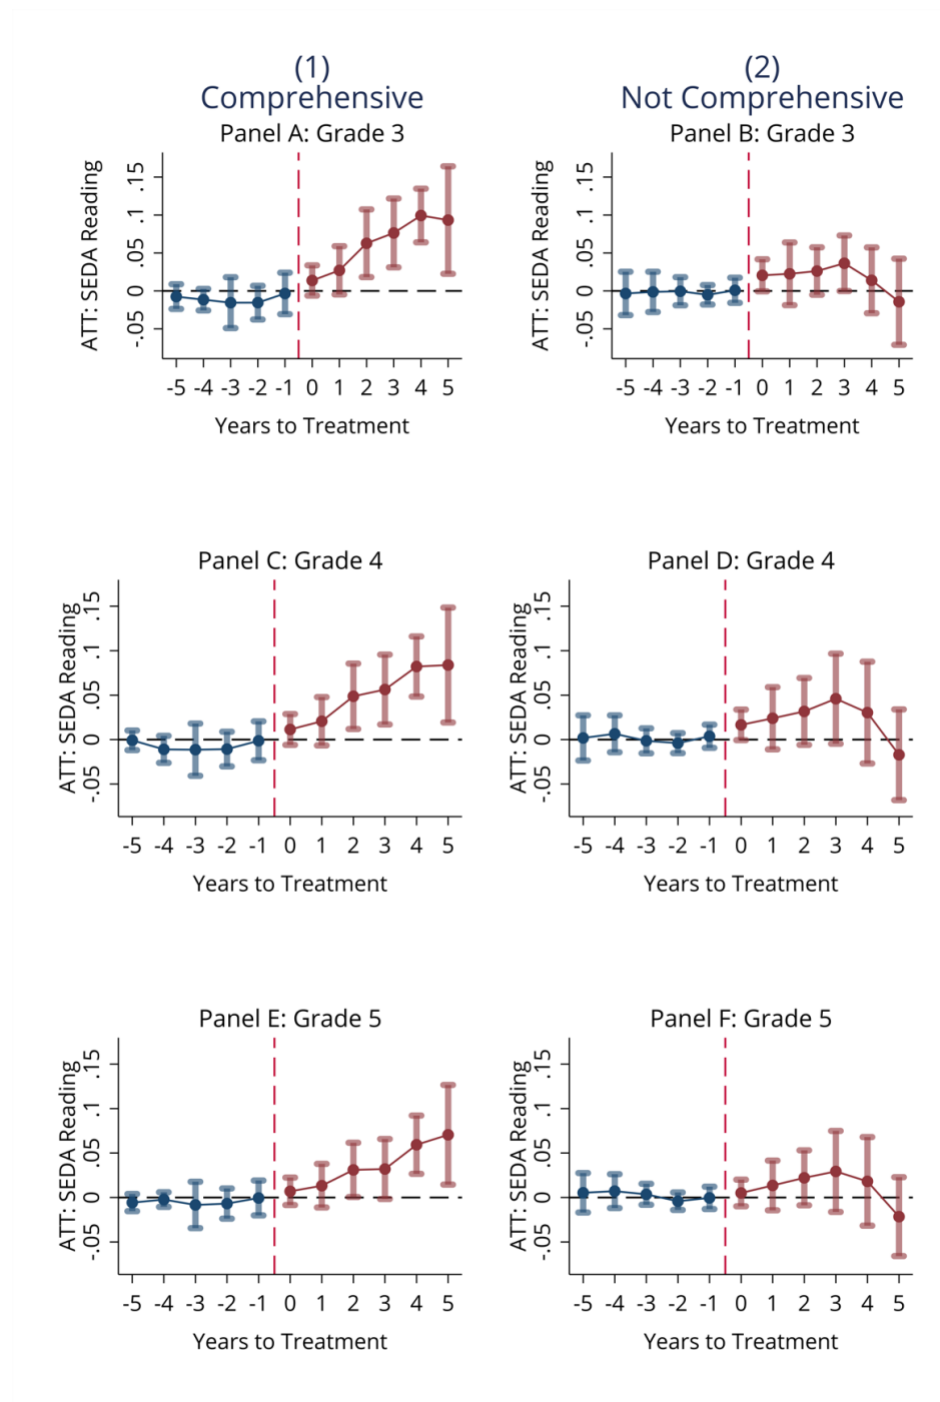 (1)
Comprehensive
(2)
Not Comprehensive
Panel A: Grade 3
ATT: SEDA Reading
.15
.1
.05
0
-.05
-5 -4 -3 -2 -1 0 1 2 3 4 5
Years to Treatment
Panel B: Grade 3
ATT: SEDA Reading
.15
.1
.05
0
-.05
-5 -4 -3 -2 -1 0 1 2 3 4 5
Years to Treatment
Panel C: Grade 4
ATT: SEDA Reading
.15
.1
.05
0
-.05
-5 -4 -3 -2 -1 0 1 2 3 4 5
Years to Treatment
Panel D: Grade 4
ATT: SEDA Reading
.15
.1
.05
0
-.05
-5 -4 -3 -2 -1 0 1 2 3 4 5
Years to Treatment
Panel E: Grade 5
ATT: SEDA Reading
.15
.1
.05
0
-.05
-5 -4 -3 -2 -1 0 1 2 3 4 5
Years to Treatment
Panel F: Grade 5
ATT: SEDA Reading
.15
.1
.05
0
-.05
-5 -4 -3 -2 -1 0 1 2 3 4 5
Years to Treatment